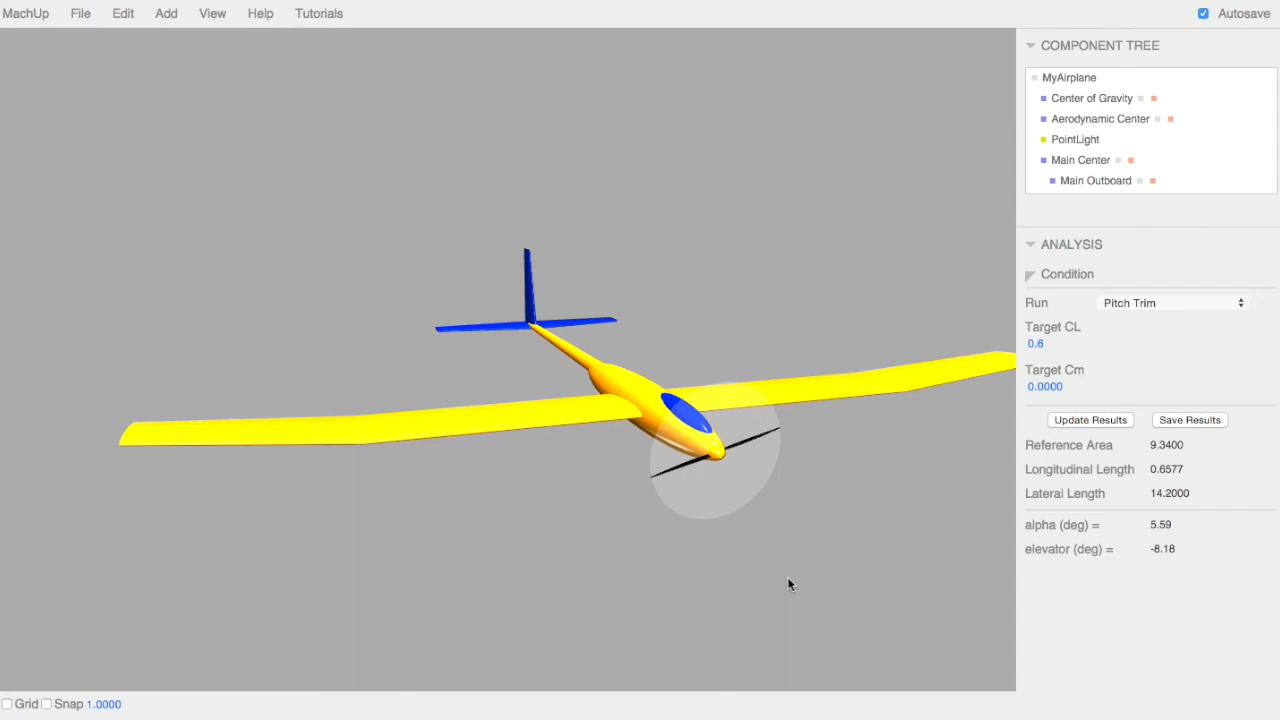 MachUp File Edit Add View Help Tutorials Autosave
COMPONENT TREE
MyAirplane
Center of Gravity
Aerodynamic Center
PointLight
Main Center
Main Outboard
ANALYSIS
Condition
Run Pitch Trim
Target CL
0.6
Target Cm
0.0000
Update Results Save Results
Reference Area 9.3400
Longitudinal Length 0.6577
Lateral Length 14.2000
alpha (deg) = 5.59
elevator (deg) = -8.18
Grid Snap 1.0000